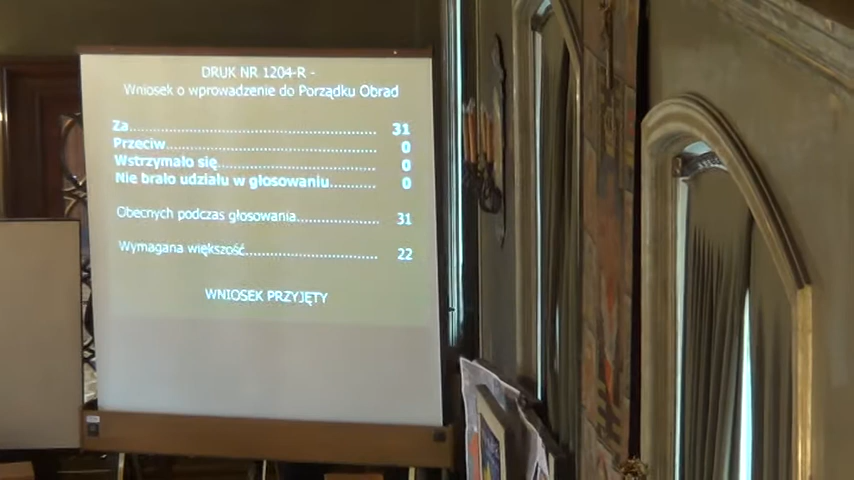 DRUK NR 1204-R -
Wniosek o wprowadzenie do Porządku Obrad
Za............................................................ 31
Przeciw..................................................... 0
Wstrzymało się........................................ 0
Nie brało udziału w głosowaniu........... 0
Obecnych podczas głosowania.................... 31
Wymagana większość................................. 22
WNIOSEK PRZYJĘTY